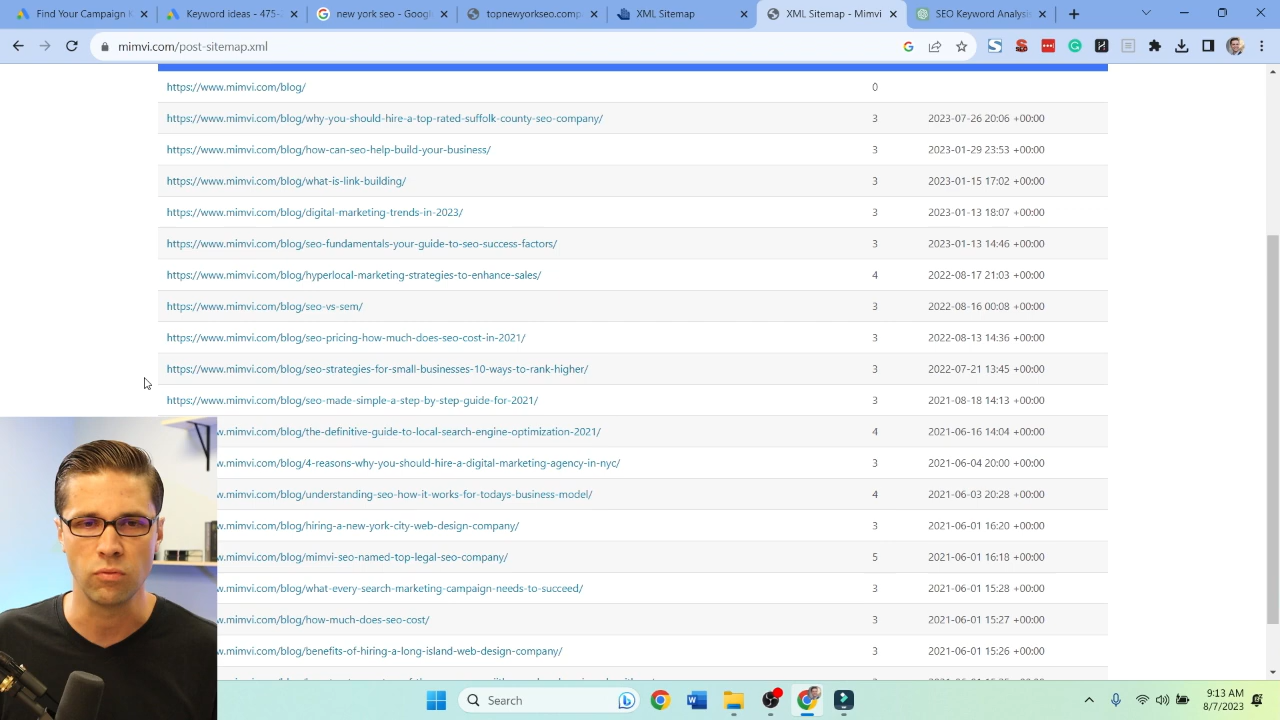 Find Your Campaign K
Keyword Ideas - 475-
topnetworkseo.compa
XML Sitemap
XML Sitemap - Mimvi
SEO Analysis
mimvi.com/post-sitemap.xml
https://www.mimvi.com/blog/ 0
https://www.mimvi.com/blog/why-you-should-hire-a-top-rated-suffolk-county-seo-company/ 3 2023-07-26 20:06 +00:00
https://www.mimvi.com/blog/how-can-seo-help-build-your-business/ 3 2023-01-29 23:53 +00:00
https://www.mimvi.com/blog/what-is-link-building/ 3 2023-01-15 17:02 +00:00
https://www.mimvi.com/blog/digital-marketing-trends-in-2023/ 3 2023-01-13 18:07 +00:00
https://www.mimvi.com/blog/seo-fundamentals-your-guide-to-seo-success-factors/ 3 2023-01-13 14:46 +00:00
https://www.mimvi.com/blog/hyperlocal-marketing-strategies-to-enhance-sales/ 4 2022-08-17 21:03 +00:00
https://www.mimvi.com/blog/seo-vs-sem/ 3 2022-08-16 00:08 +00:00
https://www.mimvi.com/blog/seo-pricing-how-much-does-seo-cost-in-2021/ 3 2022-08-13 14:36 +00:00
https://www.mimvi.com/blog/seo-strategies-for-small-businesses-10-ways-to-rank-higher/ 3 2022-07-21 13:45 +00:00
https://www.mimvi.com/blog/seo-made-simple-a-step-by-step-guide-for-2021/ 3 2021-08-18 14:13 +00:00
w.mimvi.com/blog/the-definitive-guide-to-local-search-engine-optimization-2021/ 4 2021-06-16 14:04 +00:00
w.mimvi.com/blog/4-reasons-why-you-should-hire-a-digital-marketing-agency-in-nyc/ 3 2021-06-04 20:00 +00:00
w.mimvi.com/blog/understanding-seo-how-it-works-for-todays-business-model/ 4 2021-06-03 20:28 +00:00
w.mimvi.com/blog/hiring-a-new-york-city-web-design-company/ 3 2021-06-01 16:20 +00:00
w.mimvi.com/blog/mimvi-seo-named-top-legal-seo-company/ 5 2021-06-01 16:18 +00:00
w.mimvi.com/blog/what-every-search-marketing-campaign-needs-to-succeed/ 3 2021-06-01 15:28 +00:00
w.mimvi.com/blog/how-much-does-seo-cost/ 3 2021-06-01 15:27 +00:00
w.mimvi.com/blog/benefits-of-hiring-a-long-island-web-design-company/ 3 2021-06-01 15:26 +00:00
Search
9:13 AM
8/7/2023